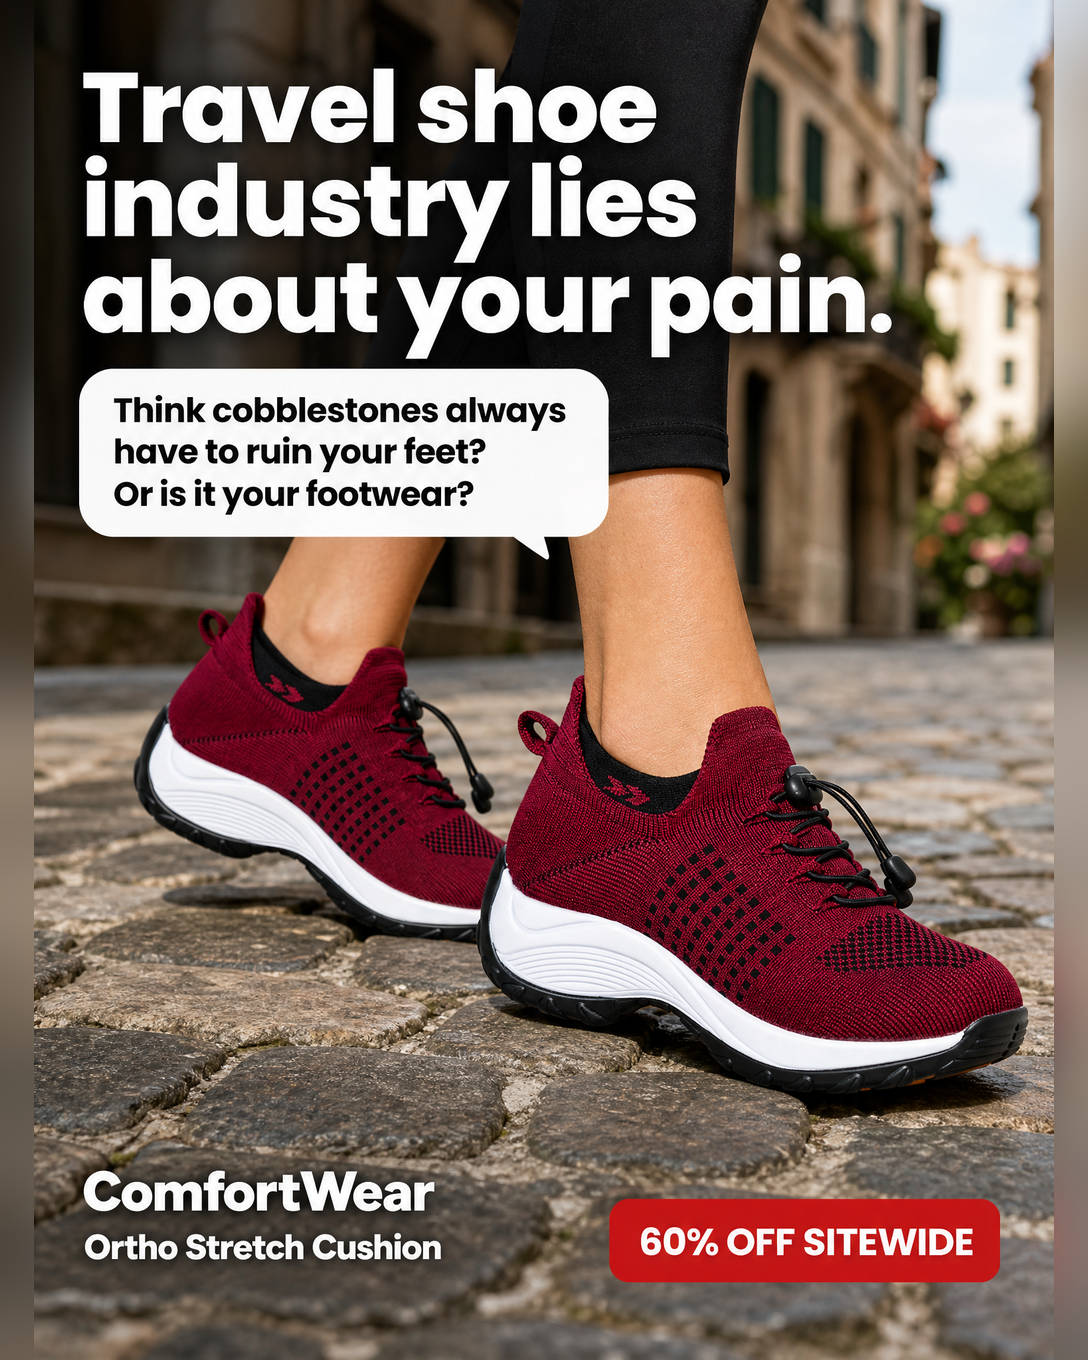 Travel shoe
industry lies
about your pain.
Think cobblestones always
have to ruin your feet?
Or is it your footwear?
ComfortWear
Ortho Stretch Cushion
60% OFF SITEWIDE